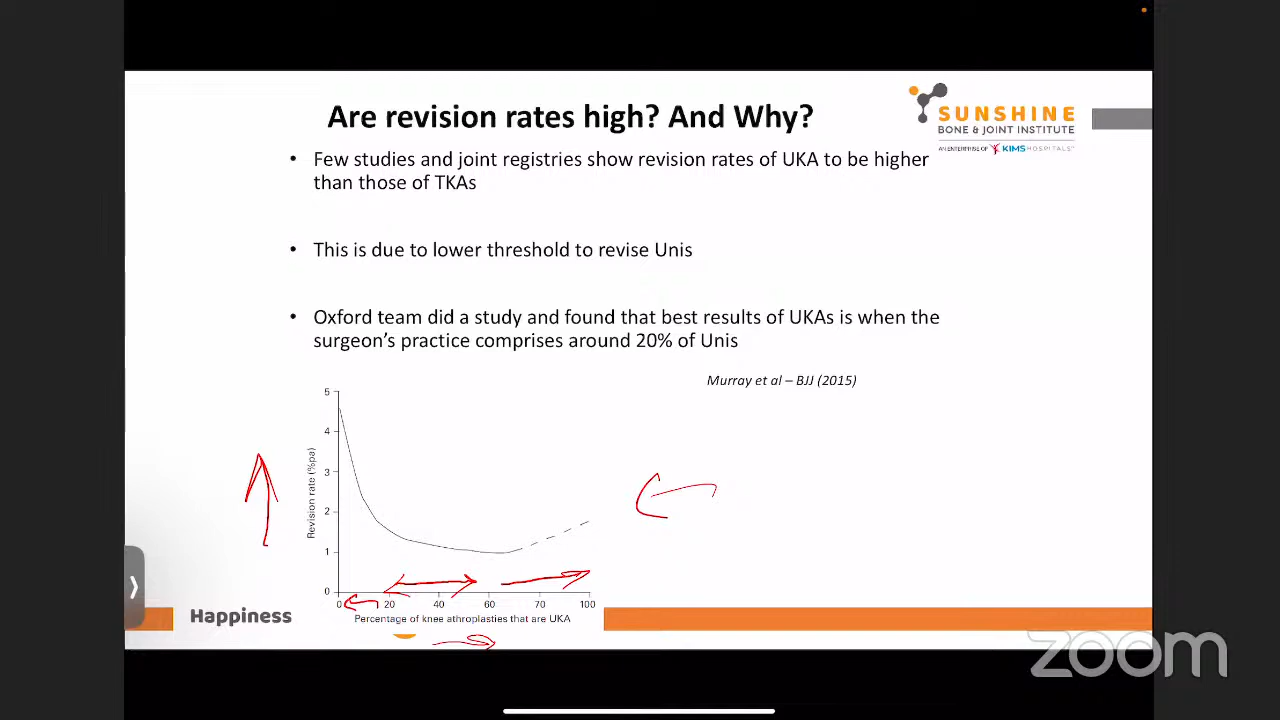 Are revision rates high? And Why?
SUNSHINE
BONE & JOINT INSTITUTE
AN ENTERPRISE OF KIMS HOSPITALS
• Few studies and joint registries show revision rates of UKA to be higher
than those of TKAs
• This is due to lower threshold to revise Unis
• Oxford team did a study and found that best results of UKAs is when the
surgeon's practice comprises around 20% of Unis
Murray et al – BJJ (2015)
5
4
3
2
1
0
Revision rate (%pa)
0 20 40 60 70 100
Percentage of knee athroplasties that are UKA
Happiness
zoom